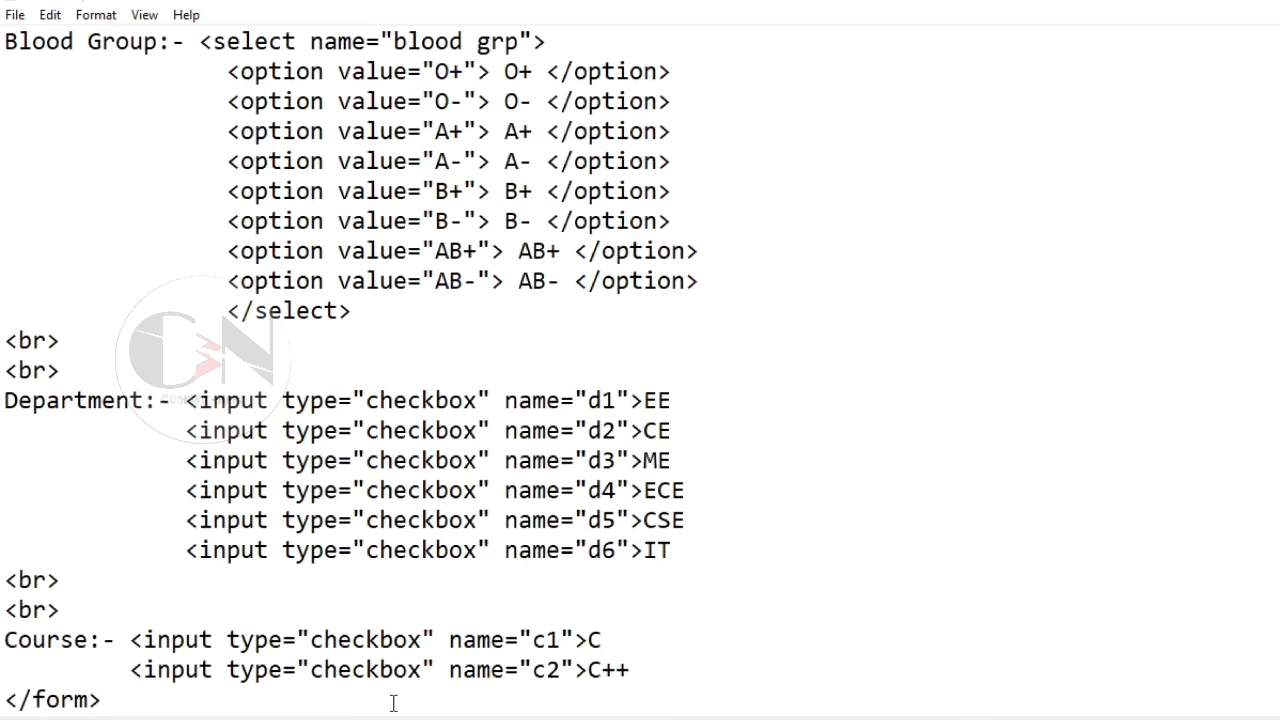 File Edit Format View Help
Blood Group:- <select name="blood grp">
<option value="O+"> O+ </option>
<option value="O-"> O- </option>
<option value="A+"> A+ </option>
<option value="A-"> A- </option>
<option value="B+"> B+ </option>
<option value="B-"> B- </option>
<option value="AB+"> AB+ </option>
<option value="AB-"> AB- </option>
</select>
<br>
<br>
Department:- <input type="checkbox" name="d1">EE
<input type="checkbox" name="d2">CE
<input type="checkbox" name="d3">ME
<input type="checkbox" name="d4">ECE
<input type="checkbox" name="d5">CSE
<input type="checkbox" name="d6">IT
<br>
<br>
Course:- <input type="checkbox" name="c1">C
<input type="checkbox" name="c2">C++
</form>